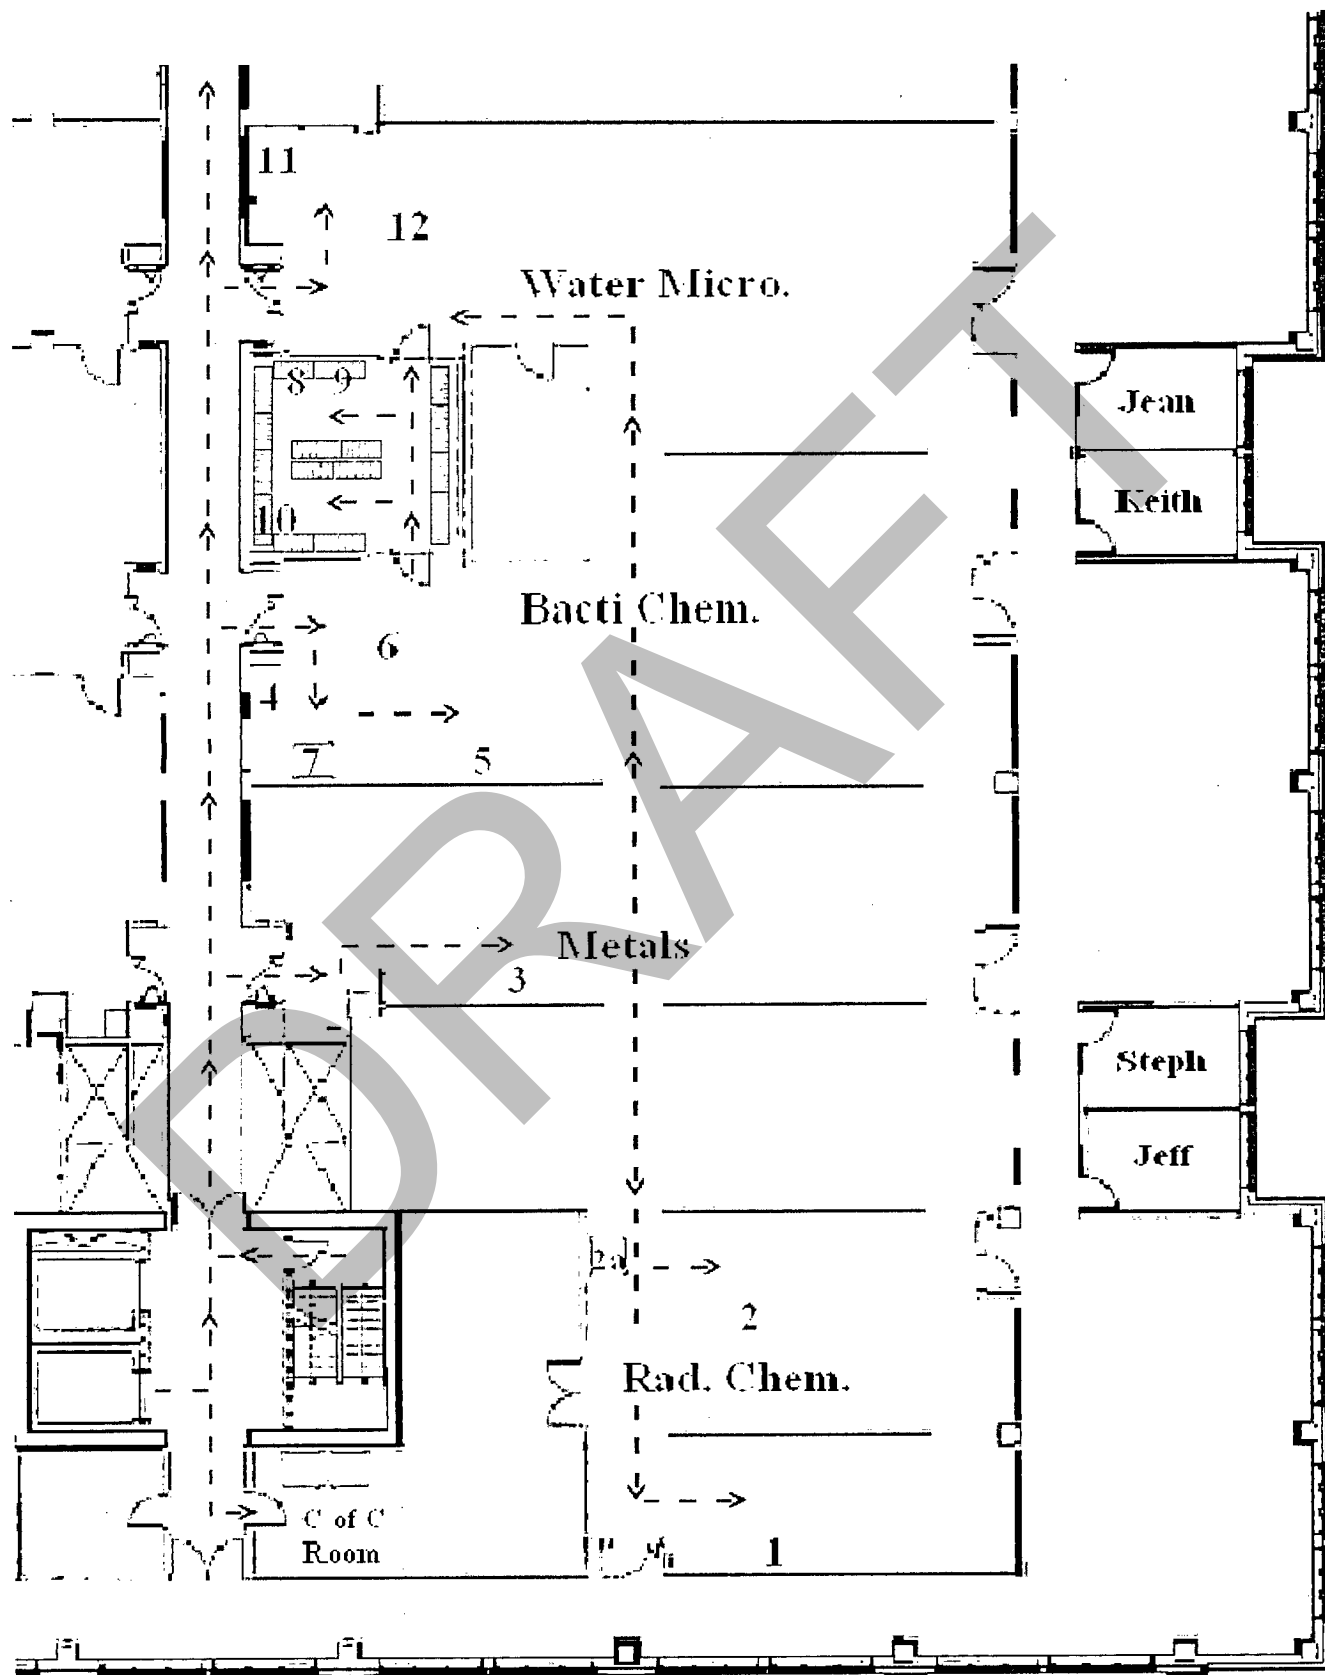 11
12
Water Micro.
8 9
Jean
10
Keith
Bacti Chem.
6
4
7
5
Metals
3
Steph
Jeff
2a
2
Rad. Chem.
C of C
Room
1
DRAFT